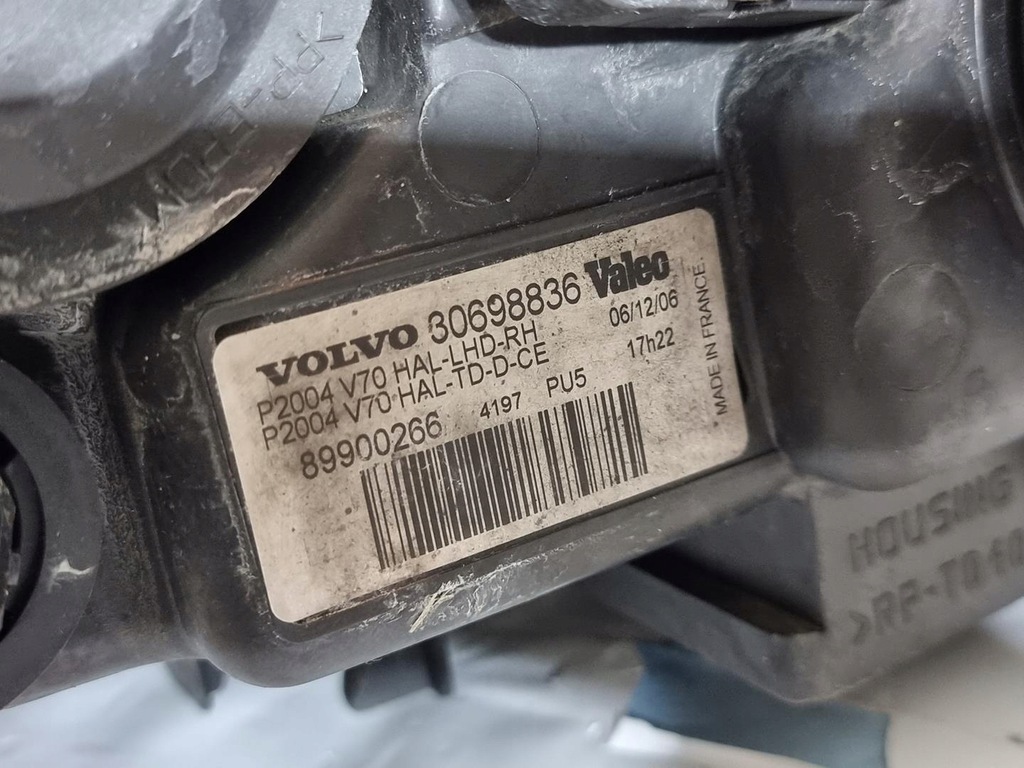 VOLVO 30698836 Valeo
P2004 V70 HAL-LHD-RH 06/12/06
P2004 V70 HAL-TD-D-CE 17h22
89900266 4197 PU5
MADE IN FRANCE.
HOUSING